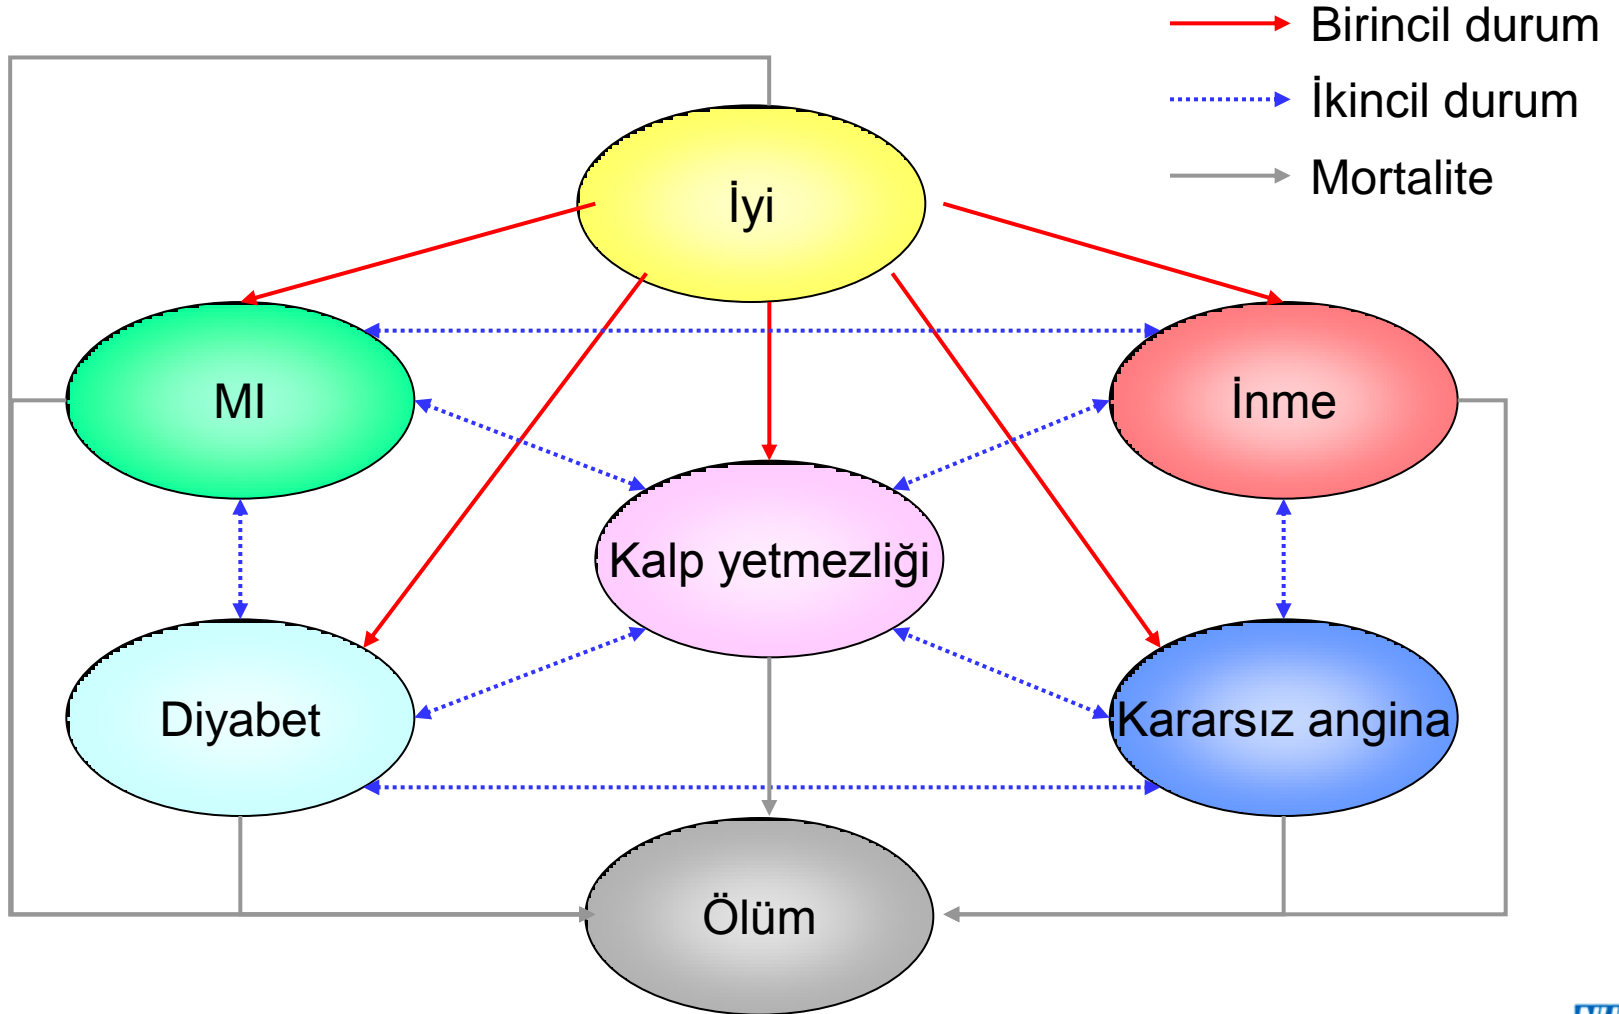 Birincil durum
İkincil durum
Mortalite
İyi
MI
İnme
Kalp yetmezliği
Diyabet
Kararsız angina
Ölüm